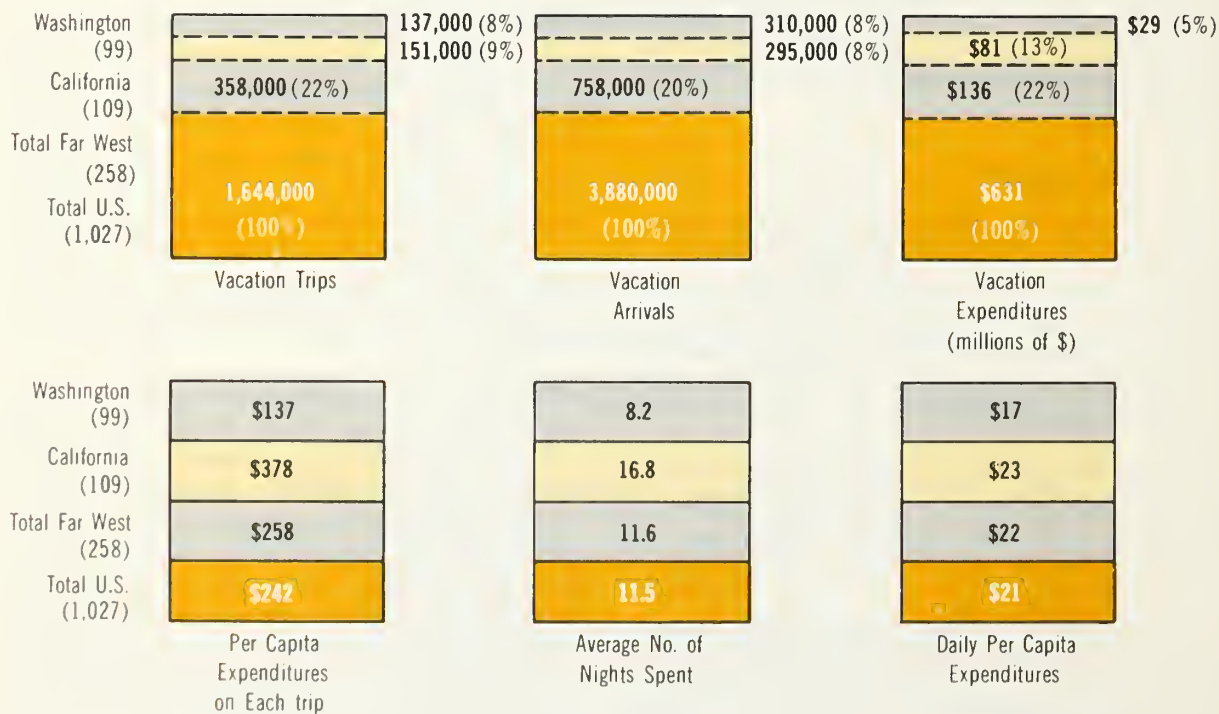 Washington
(99)
California
(109)
Total Far West
(258)
Total U.S.
(1,027)
137,000 (8%)
151,000 (9%)
358,000 (22%)
1,644,000
(100%)
Vacation Trips
310,000 (8%)
295,000 (8%)
758,000 (20%)
3,880,000
(100%)
Vacation
Arrivals
$29 (5%)
$81 (13%)
$136 (22%)
$631
(100%)
Vacation
Expenditures
(millions of $)
Washington
(99)
California
(109)
Total Far West
(258)
Total U.S.
(1,027)
$137
$378
$258
$242
Per Capita
Expenditures
on Each trip
8.2
16.8
11.6
11.5
Average No. of
Nights Spent
$17
$23
$22
$21
Daily Per Capita
Expenditures